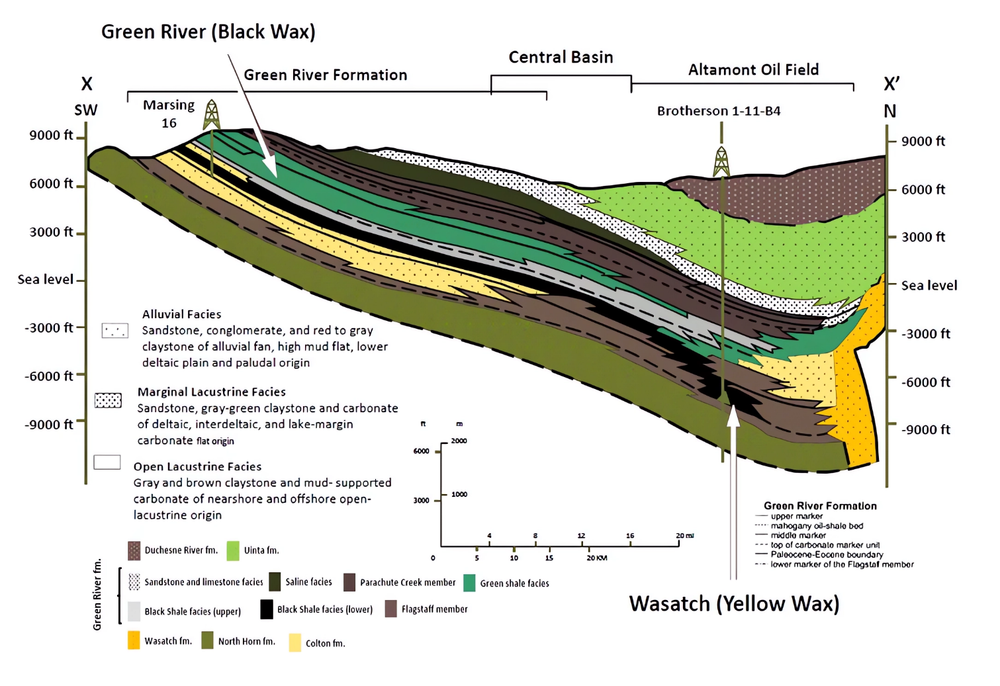 Green River (Black Wax)
Central Basin
Green River Formation
Altamont Oil Field
X
X’
SW
Marsing
16
Brotherson 1-11-B4
N
9000 ft
6000 ft
3000 ft
Sea level
-3000 ft
-6000 ft
-9000 ft
9000 ft
6000 ft
3000 ft
Sea level
-3000 ft
-6000 ft
-9000 ft
Alluvial Facies
Sandstone, conglomerate, and red to gray
claystone of alluvial fan, high mud flat, lower
deltaic plain and paludal origin
Marginal Lacustrine Facies
Sandstone, gray-green claystone and carbonate
of deltaic, interdeltaic, and lake-margin
carbonate flat origin
Open Lacustrine Facies
Gray and brown claystone and mud- supported
carbonate of nearshore and offshore open-
lacustrine origin
ft m
2000
6000
1000
3000
4 8 12 16 20 mi
0 5 10 15 20 KM
Green River Formation
upper marker
mahogany oil-shale bed
middle marker
top of carbonate marker unit
Paleocene-Eocene boundary
lower marker of the Flagstaf member
Wasatch (Yellow Wax)
Duchesne River fm. Uinta fm.
Green River fm.
Sandstone and limestone facies Saline facies Parachute Creek member Green shale facies
Black Shale facies (upper) Black Shale facies (lower) Flagstaff member
Wasatch fm. North Horn fm. Colton fm.